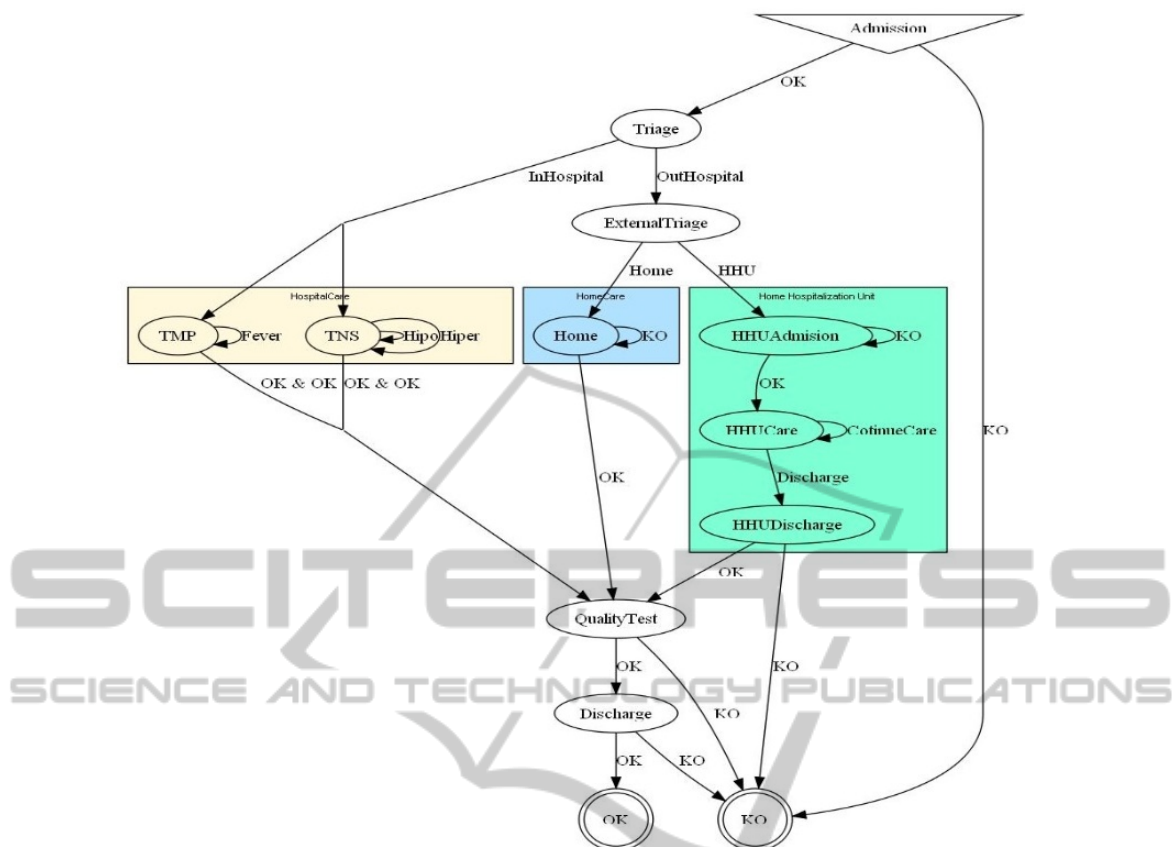 Admission
OK
Triage
InHospital
OutHospital
ExternalTriage
Home
HHU
HospitalCare
HomeCare
Home Hospitalization Unit
TMP
Fever
TNS
Hipo
Hiper
Home
KO
HHUAdmision
KO
OK & OK
OK & OK
OK
HHUCare
CotinueCare
KO
OK
Discharge
HHUDischarge
OK
SCITEPRESS
QualityTest
OK
KO
SCIENCE AND TECHNOLOGY PUBLICATIONS
Discharge
KO
OK
KO
OK
KO